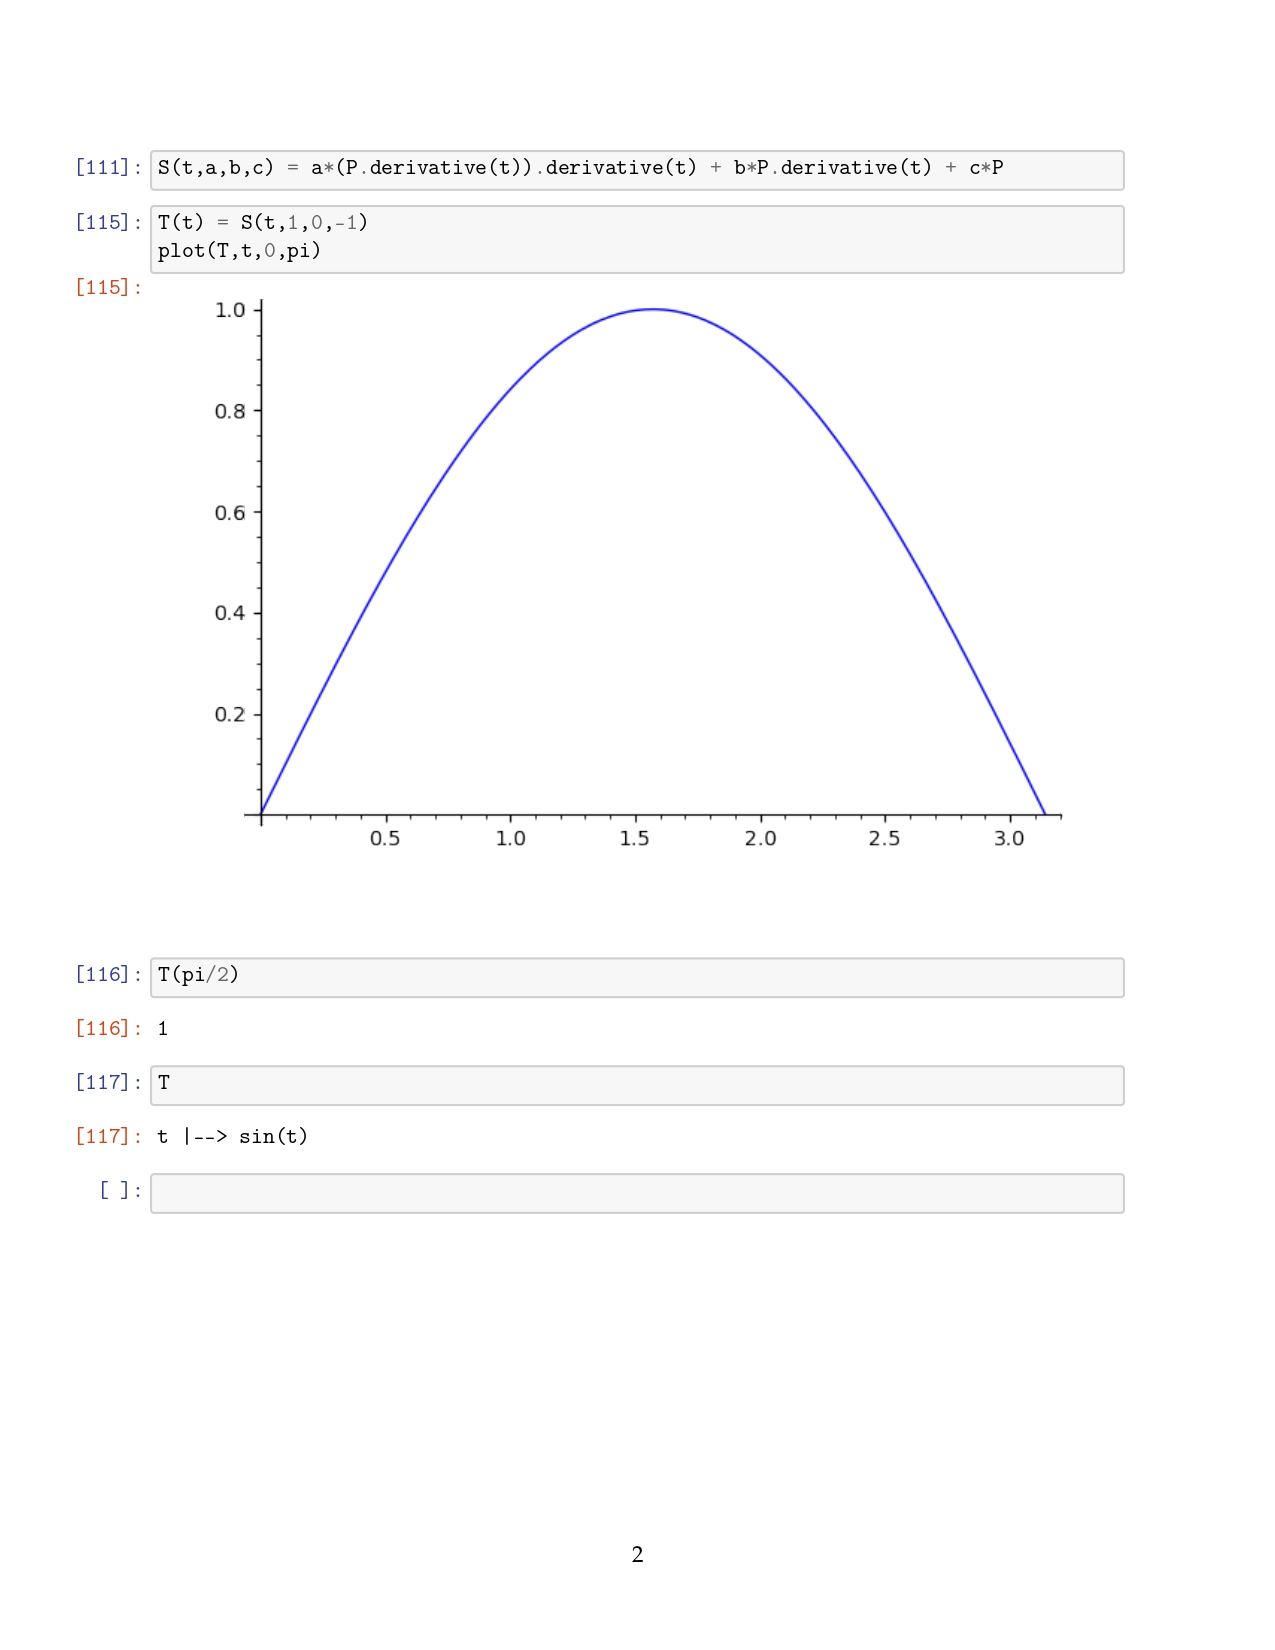 [111]: S(t,a,b,c) = a*(P.derivative(t)).derivative(t) + b*P.derivative(t) + c*P
[115]: T(t) = S(t,1,0,-1)
plot(T,t,0,pi)
[115]:
1.0
0.8
0.6
0.4
0.2
0.5 1.0 1.5 2.0 2.5 3.0
[116]: T(pi/2)
[116]: 1
[117]: T
[117]: t |--> sin(t)
[ ]:
2